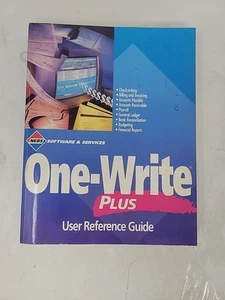 • Checkwriting
• Billing and Invoicing
• Accounts Payable
• Accounts Receivable
• Payroll
• General Ledger
• Bank Reconciliation
• Budgeting
• Financial Reports
NEBS SOFTWARE & SERVICES
One-Write®
PLUS
User Reference Guide